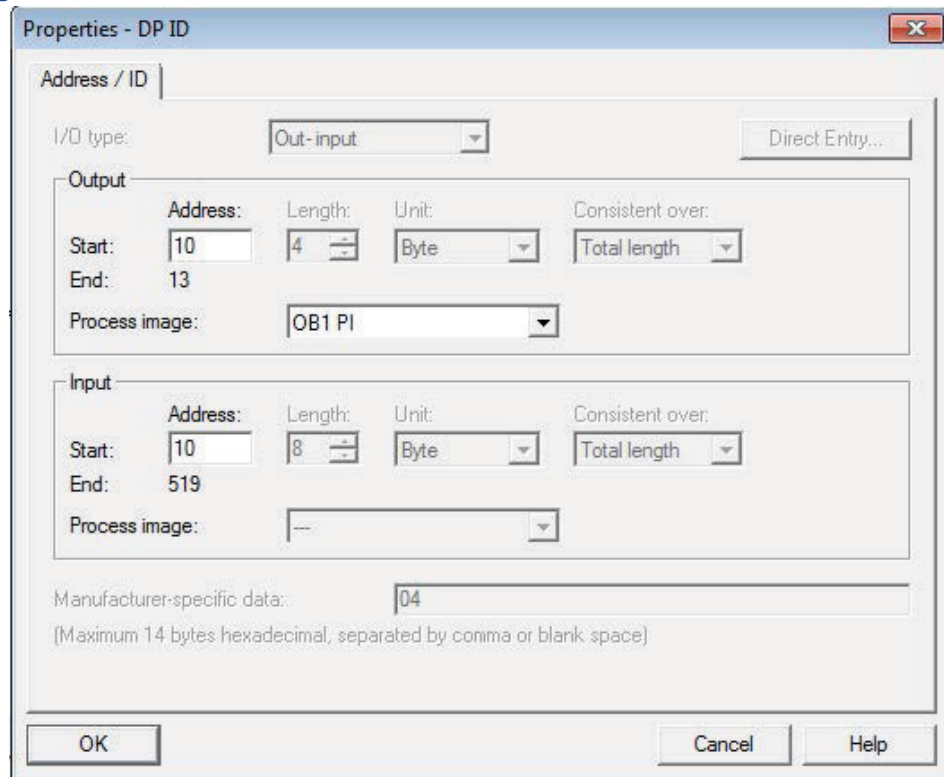 Properties - DP ID
Address / ID
I/O type: Out- input Direct Entry...
Output
Address: Length: Unit: Consistent over:
Start: 10 4 Byte Total length
End: 13
Process image: OB1 PI
Input
Address: Length: Unit: Consistent over:
Start: 10 8 Byte Total length
End: 519
Process image: ---
Manufacturer-specific data: 04
(Maximum 14 bytes hexadecimal, separated by comma or blank space)
OK Cancel Help